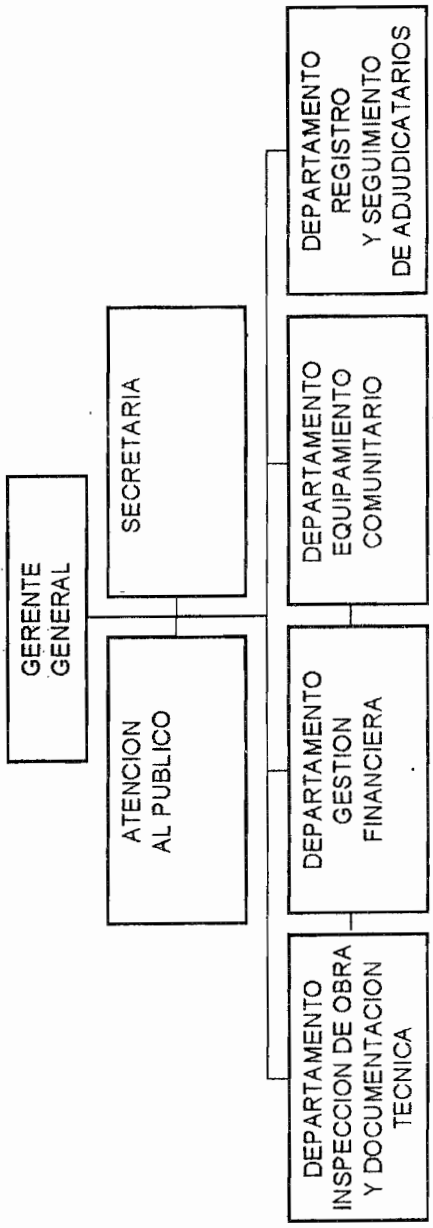 GERENTE
GENERAL
ATENCION
AL PUBLICO
SECRETARIA
DEPARTAMENTO
INSPECCION DE OBRA
Y DOCUMENTACION
TECNICA
DEPARTAMENTO
GESTION
FINANCIERA
DEPARTAMENTO
EQUIPAMIENTO
COMUNITARIO
DEPARTAMENTO
REGISTRO
Y SEGUIMIENTO
DE ADJUDICATARIOS